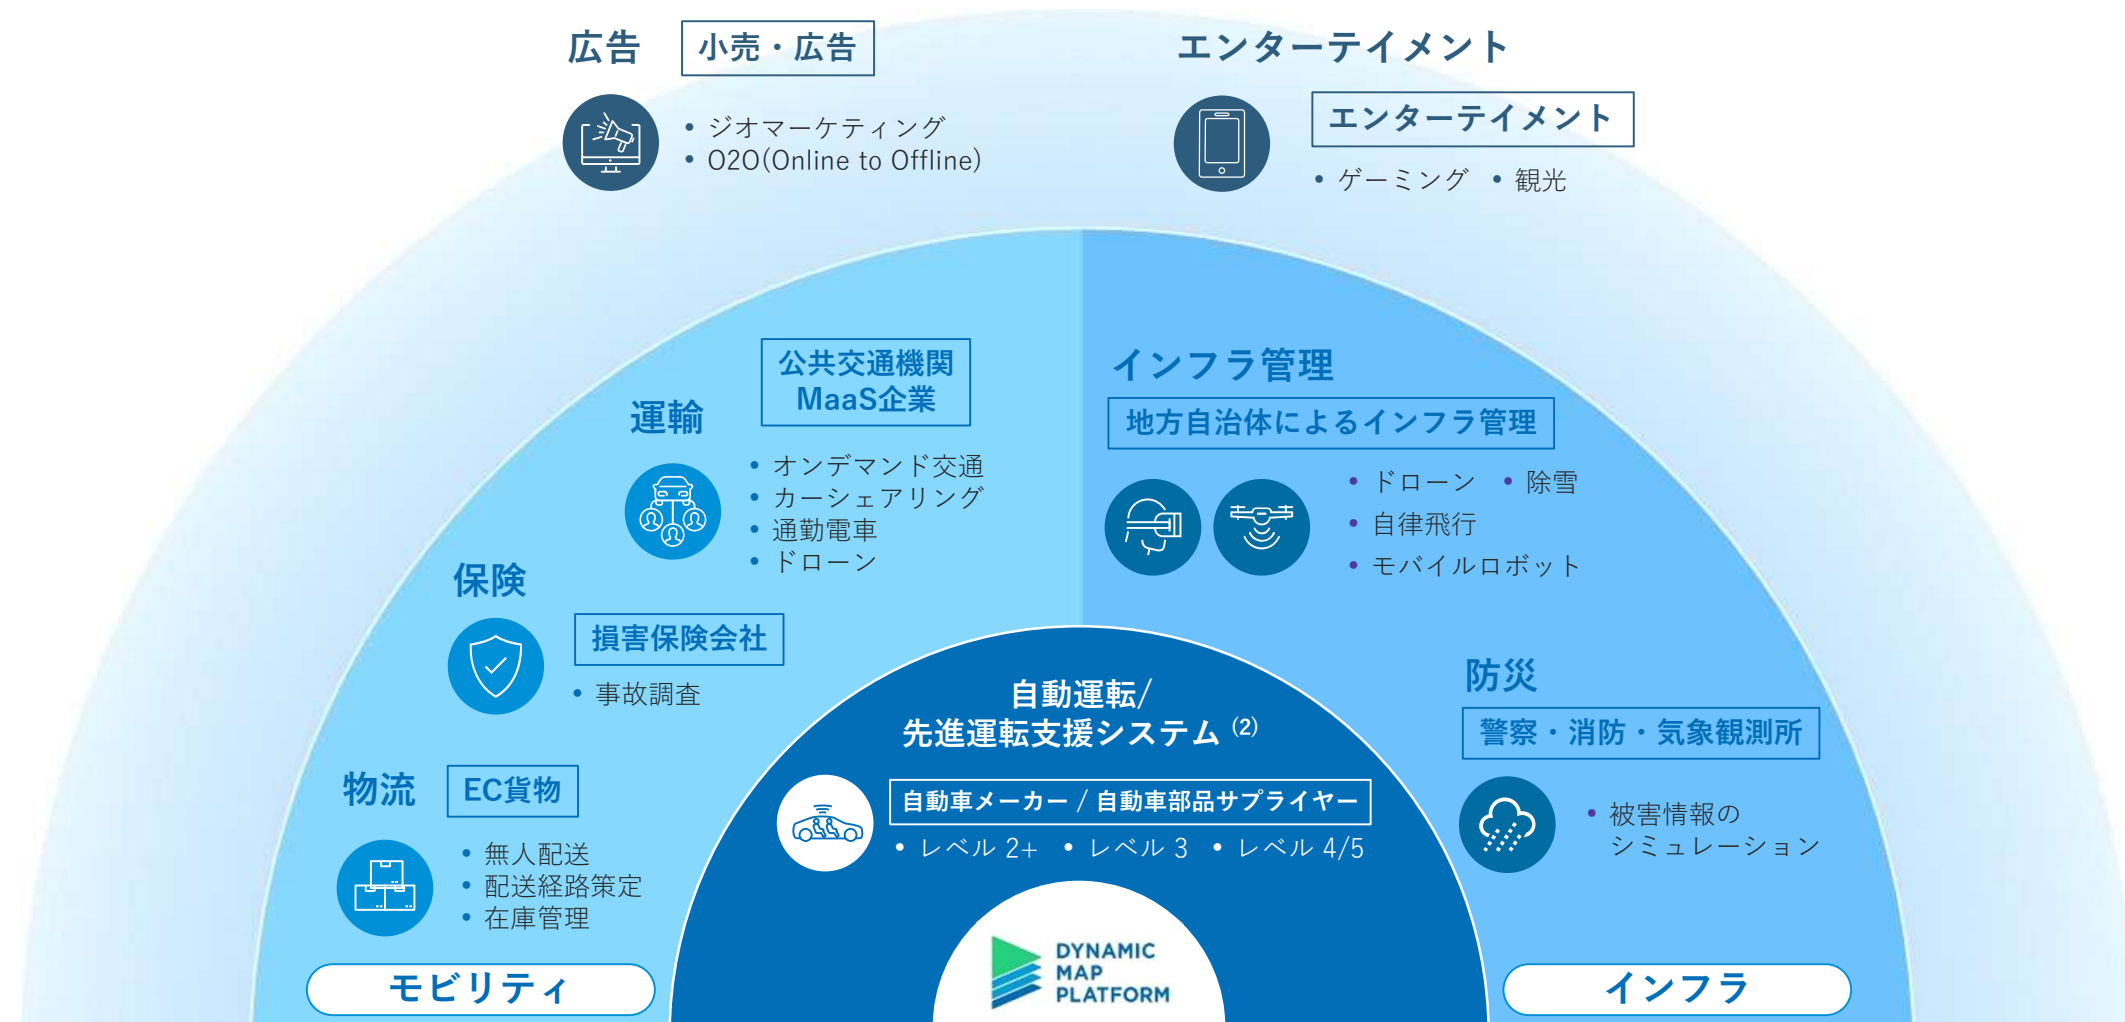 広告
小売・広告
• ジオマーケティング
• O2O(Online to Offline)
エンターテイメント
エンターテイメント
• ゲーミング • 観光
運輸
公共交通機関
MaaS企業
• オンデマンド交通
• カーシェアリング
• 通勤電車
• ドローン
保険
損害保険会社
• 事故調査
物流
EC貨物
• 無人配送
• 配送経路策定
• 在庫管理
モビリティ
インフラ管理
地方自治体によるインフラ管理
• ドローン • 除雪
• 自律飛行
• モバイルロボット
防災
警察・消防・気象観測所
• 被害情報の
シミュレーション
インフラ
自動運転/
先進運転支援システム (2)
自動車メーカー / 自動車部品サプライヤー
• レベル 2+ • レベル 3 • レベル 4/5
DYNAMIC
MAP
PLATFORM